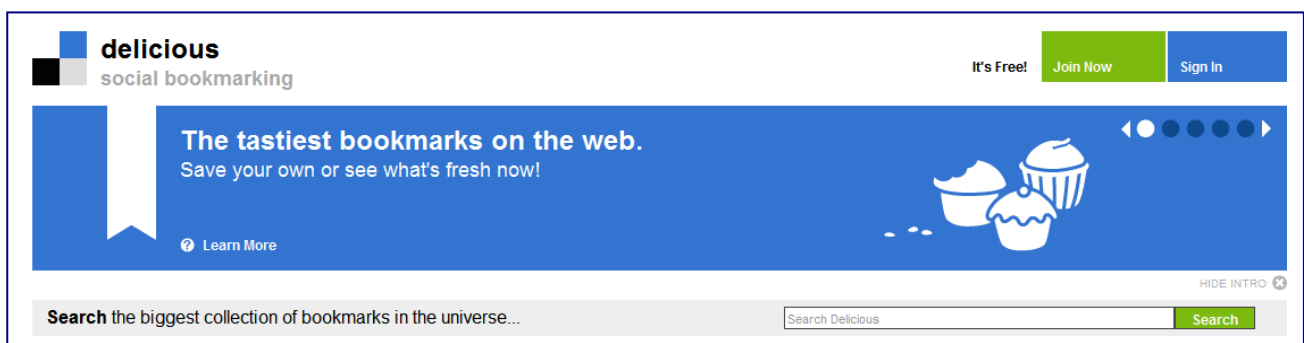 delicious
social bookmarking
It's Free!
Join Now
Sign In
The tastiest bookmarks on the web.
Save your own or see what's fresh now!
? Learn More
HIDE INTRO
Search the biggest collection of bookmarks in the universe...
Search Delicious
Search